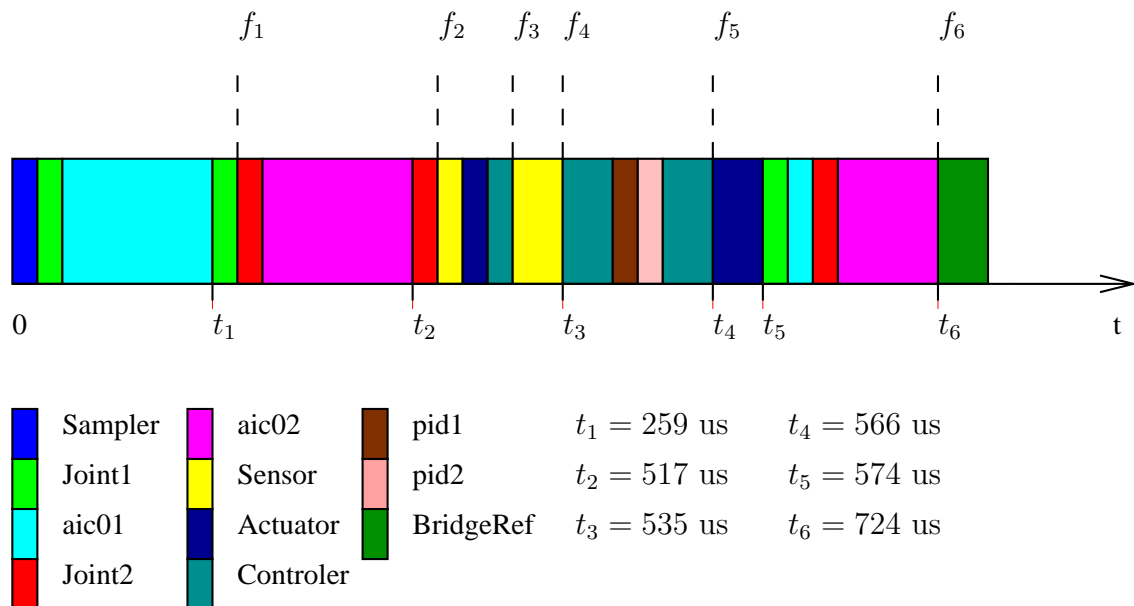 f₁ f₂ f₃ f₄ f₅ f₆
0 t₁ t₂ t₃ t₄ t₅ t₆ t
Sampler aic02 pid1 t₁ = 259 us t₄ = 566 us
Joint1 Sensor pid2 t₂ = 517 us t₅ = 574 us
aic01 Actuator BridgeRef t₃ = 535 us t₆ = 724 us
Joint2 Controler